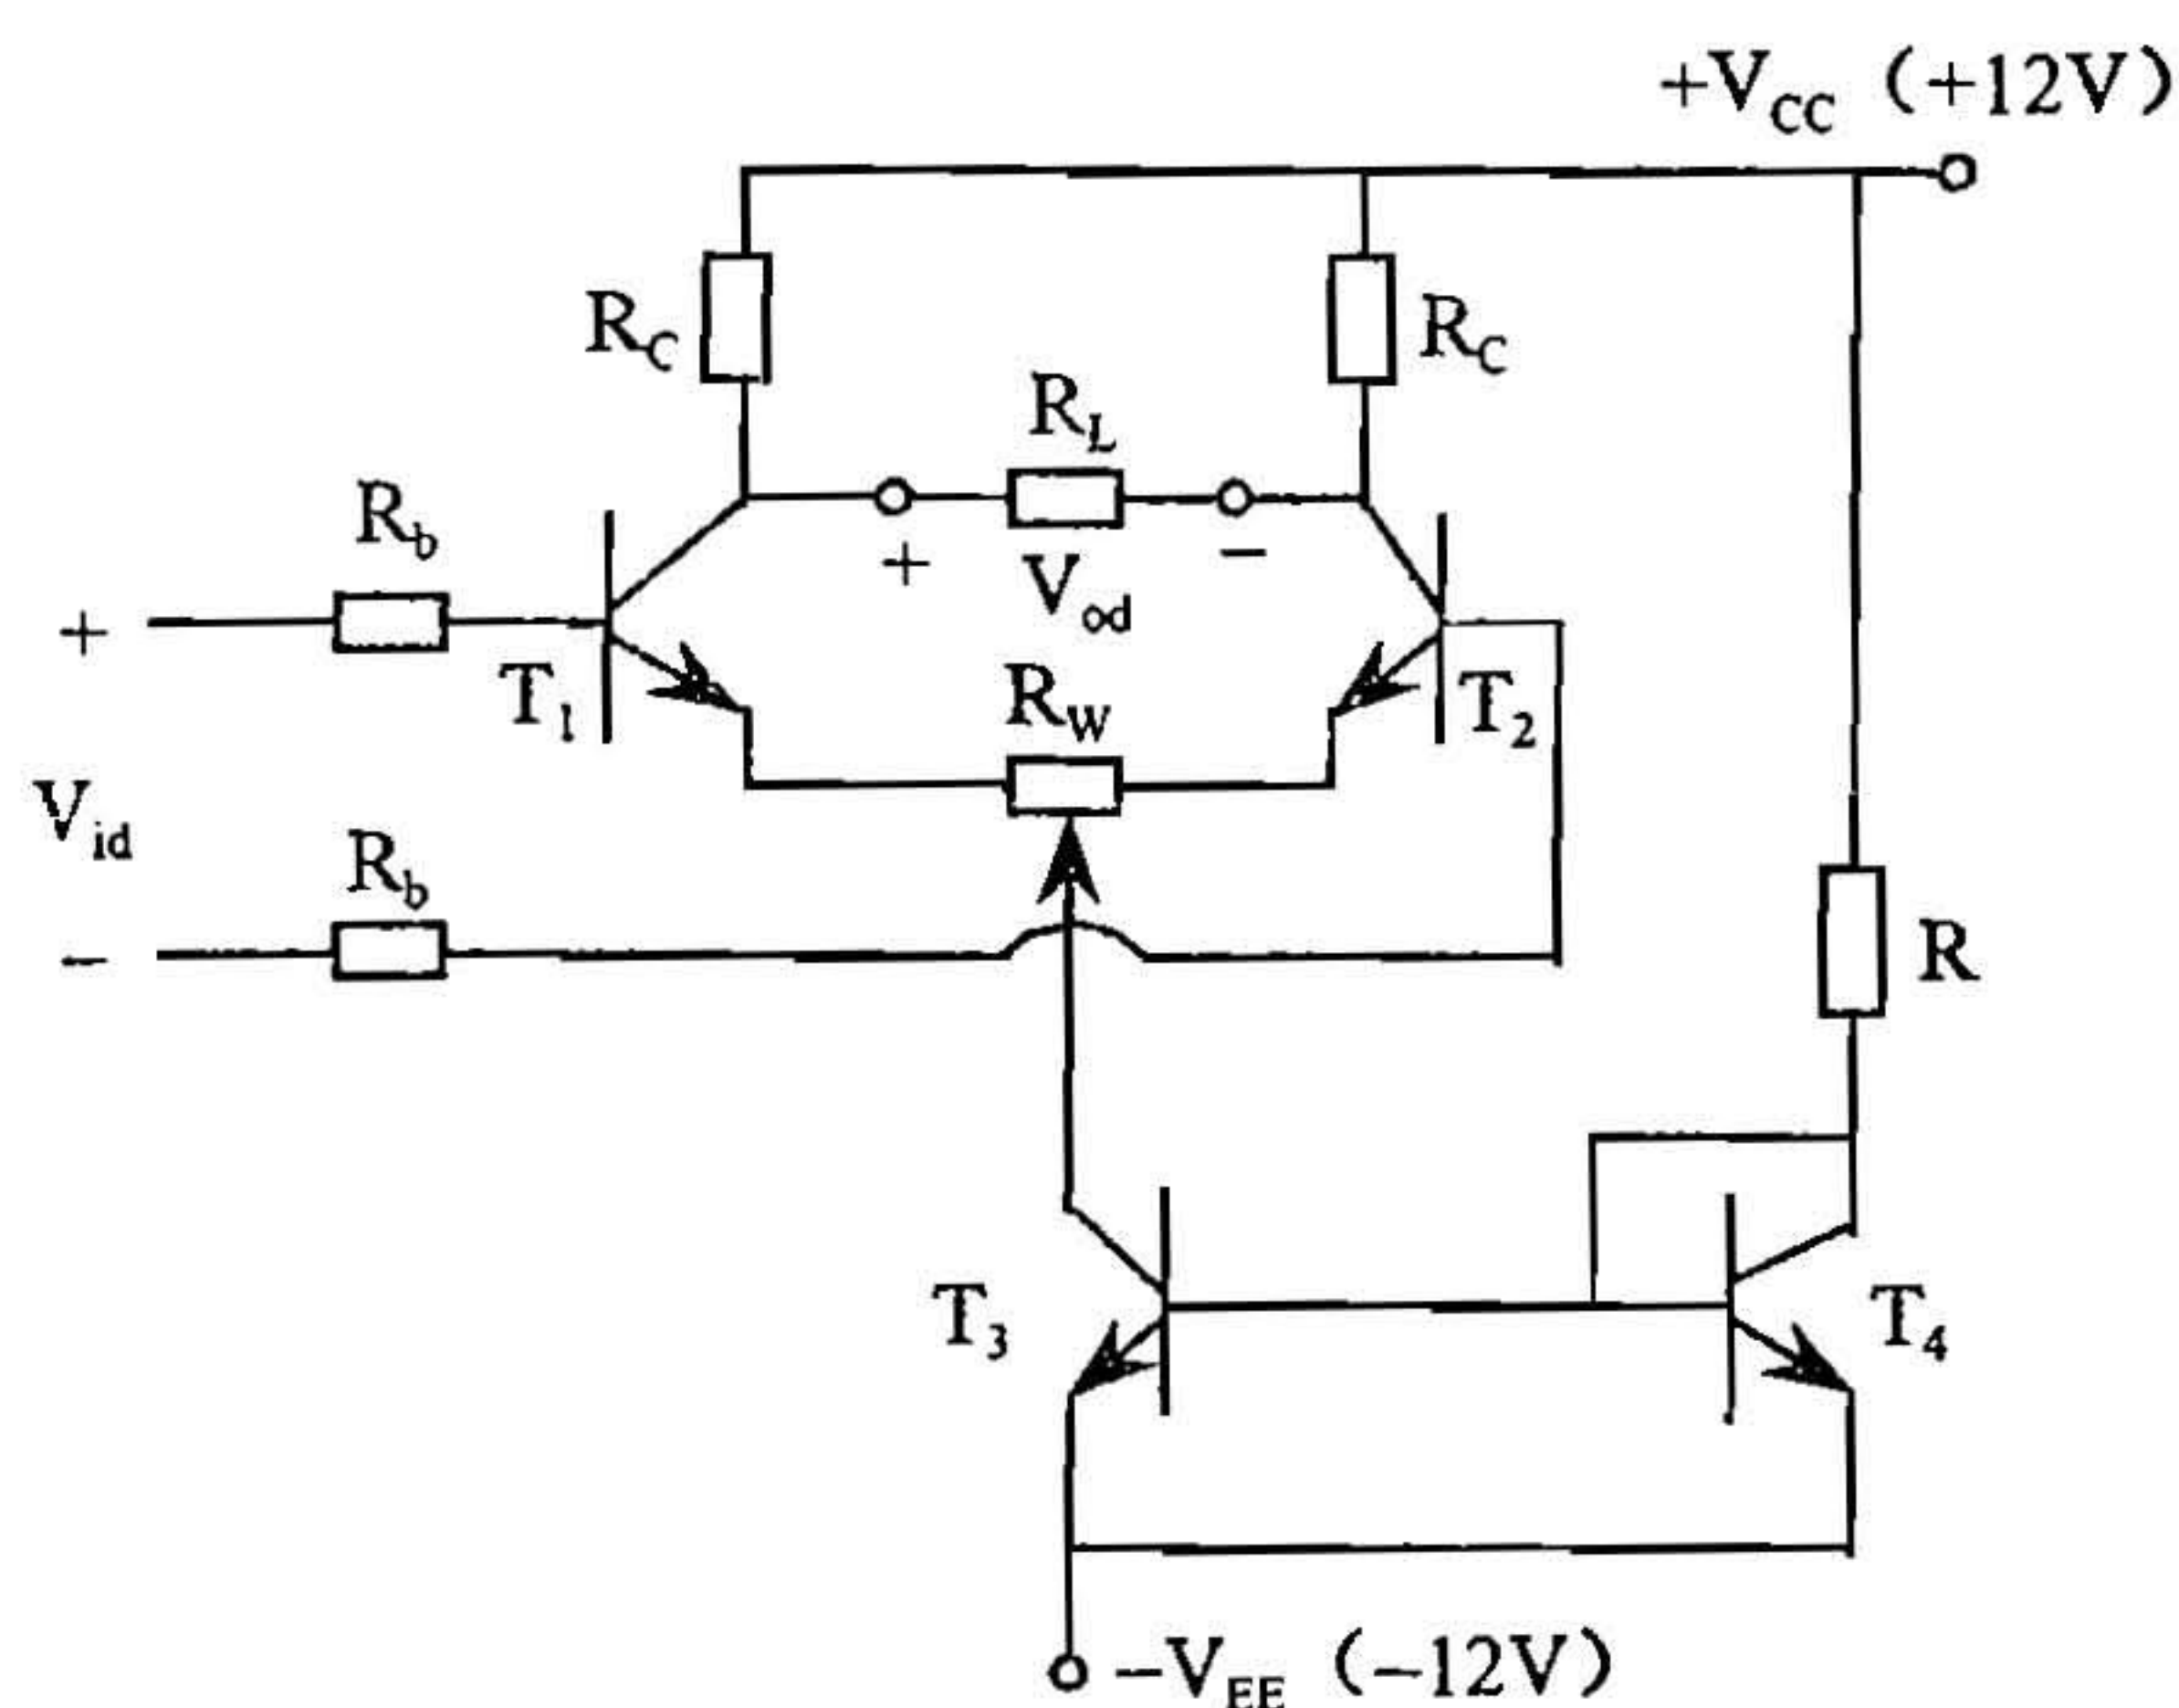 +V_CC (+12V)
R_C
R_C
R_L
R_b
+
−
V_od
+
T_1
R_W
T_2
V_id
R_b
−
R
T_3
T_4
−V_EE (−12V)